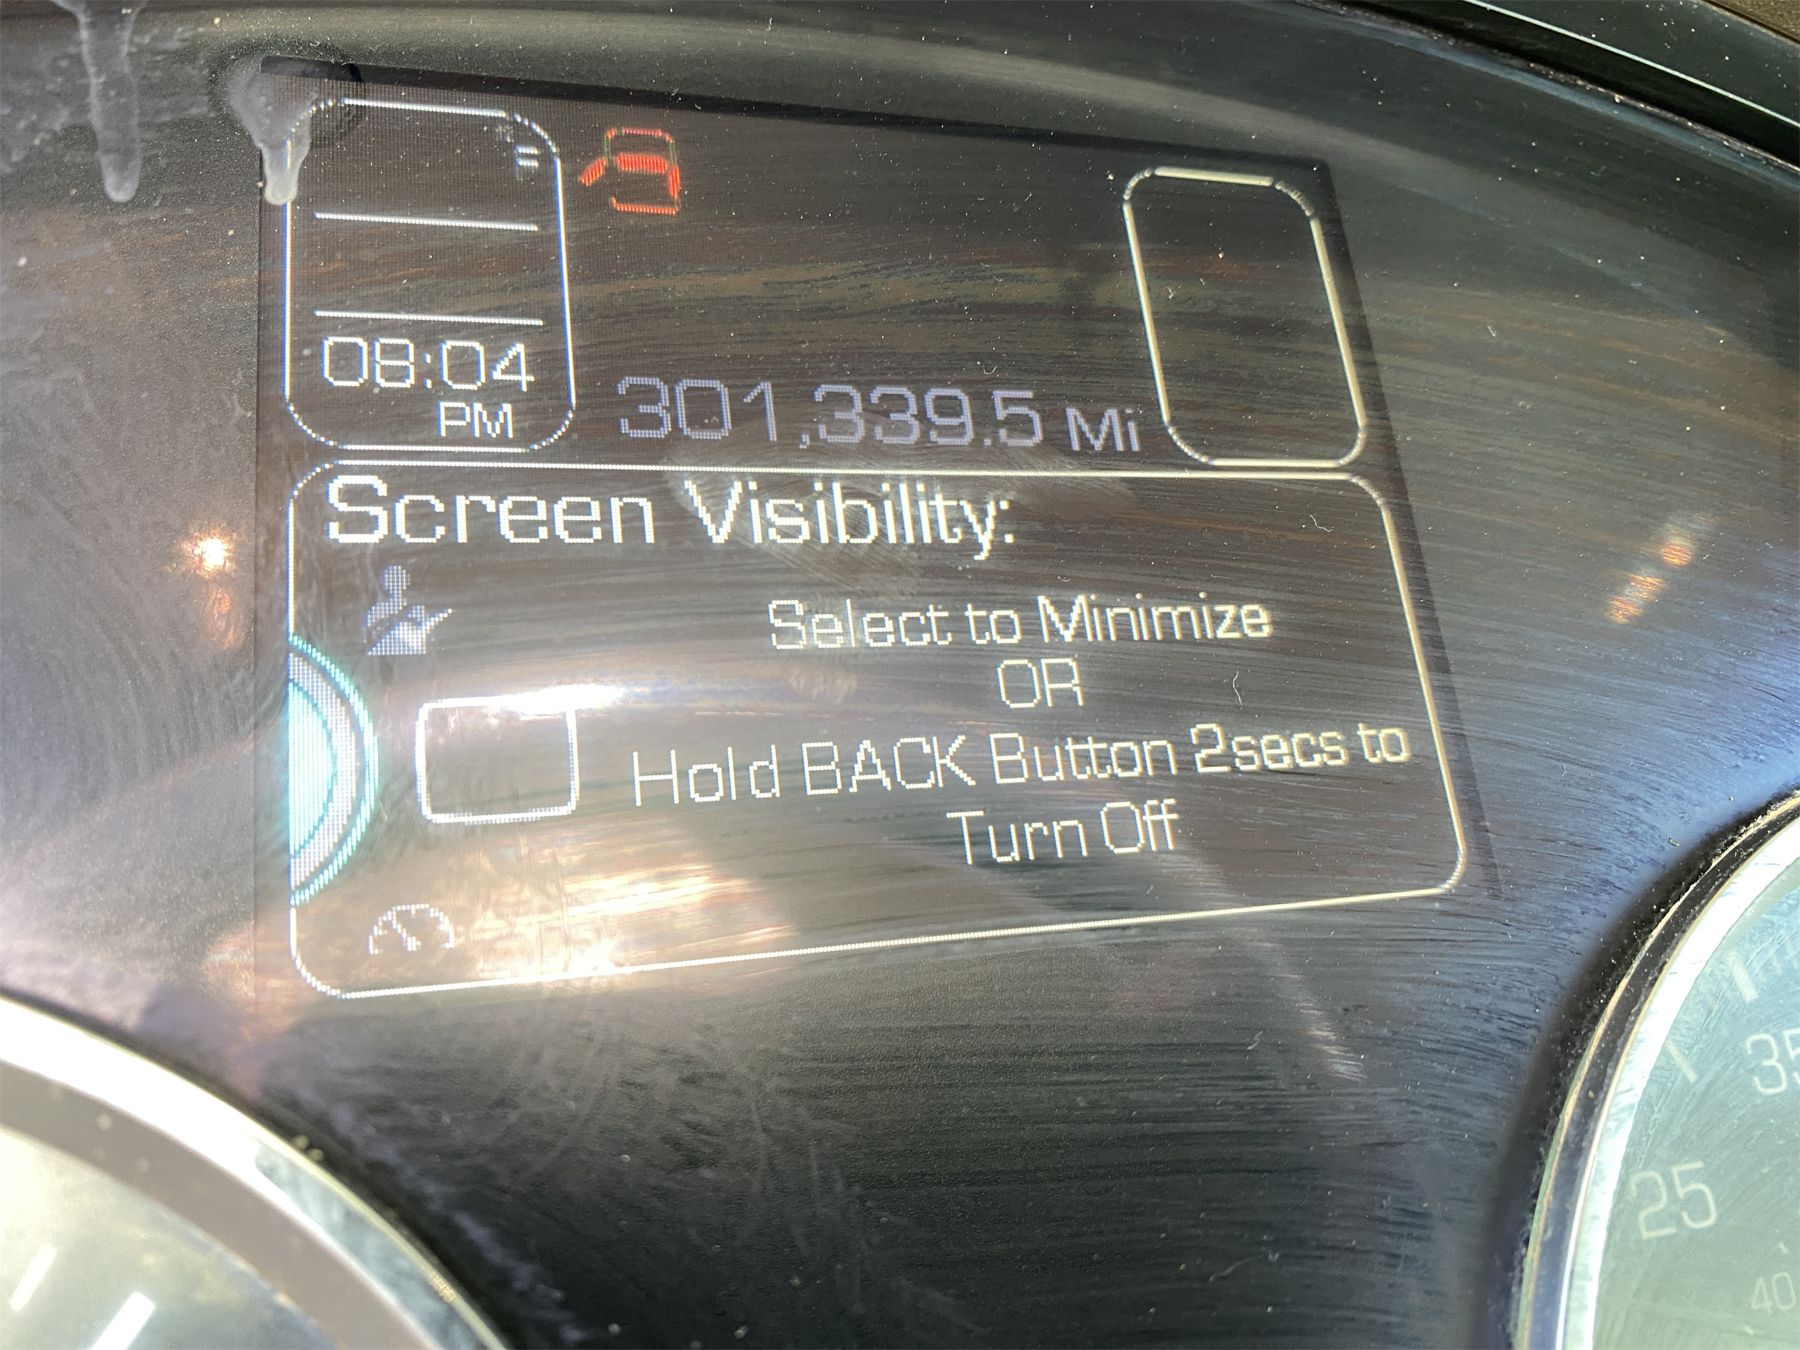 °F
08:04
PM
301,339.5 Mi
Screen Visibility:
Select to Minimize
OR
Hold BACK Button 2secs to
Turn Off
35
25
40